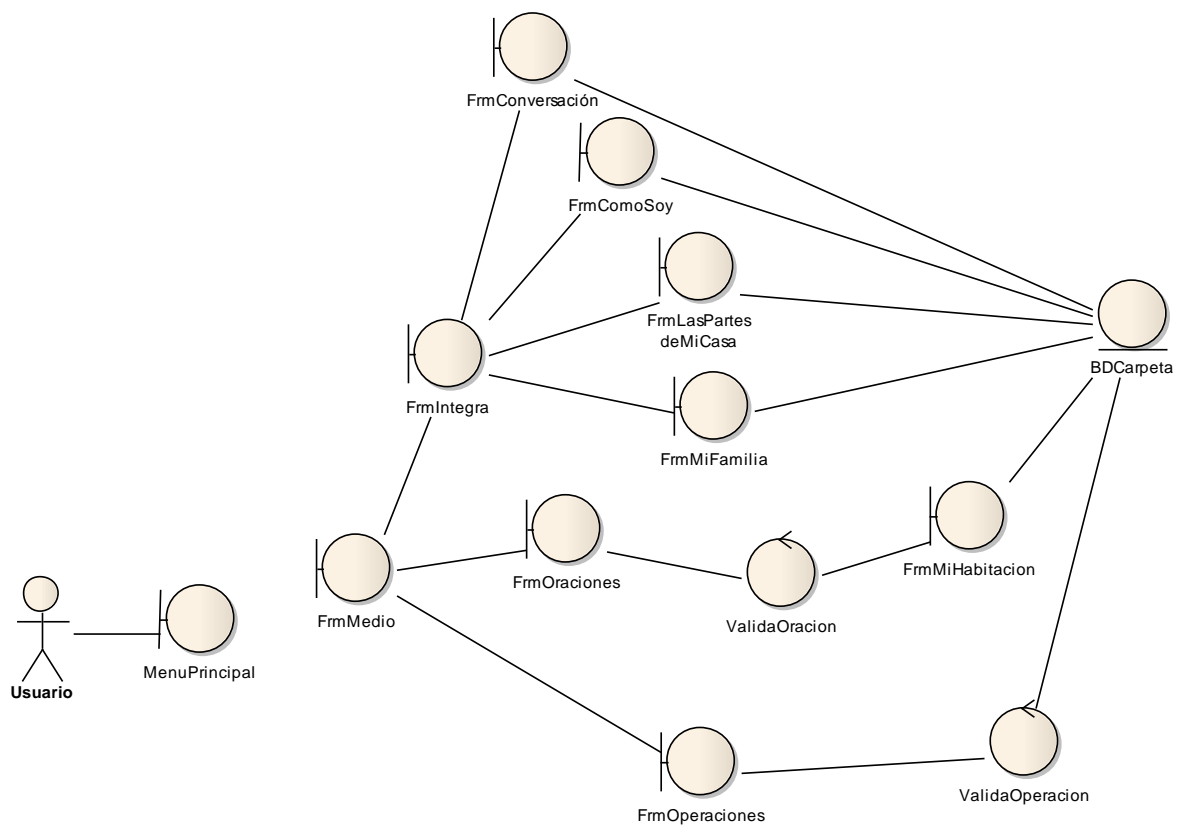 FrmConversación
FrmComoSoy
FrmLasPartes
deMiCasa
BDCarpeta
FrmIntegra
FrmMiFamilia
FrmOraciones
FrmMiHabitacion
FrmMedio
ValidaOracion
MenuPrincipal
Usuario
ValidaOperacion
FrmOperaciones